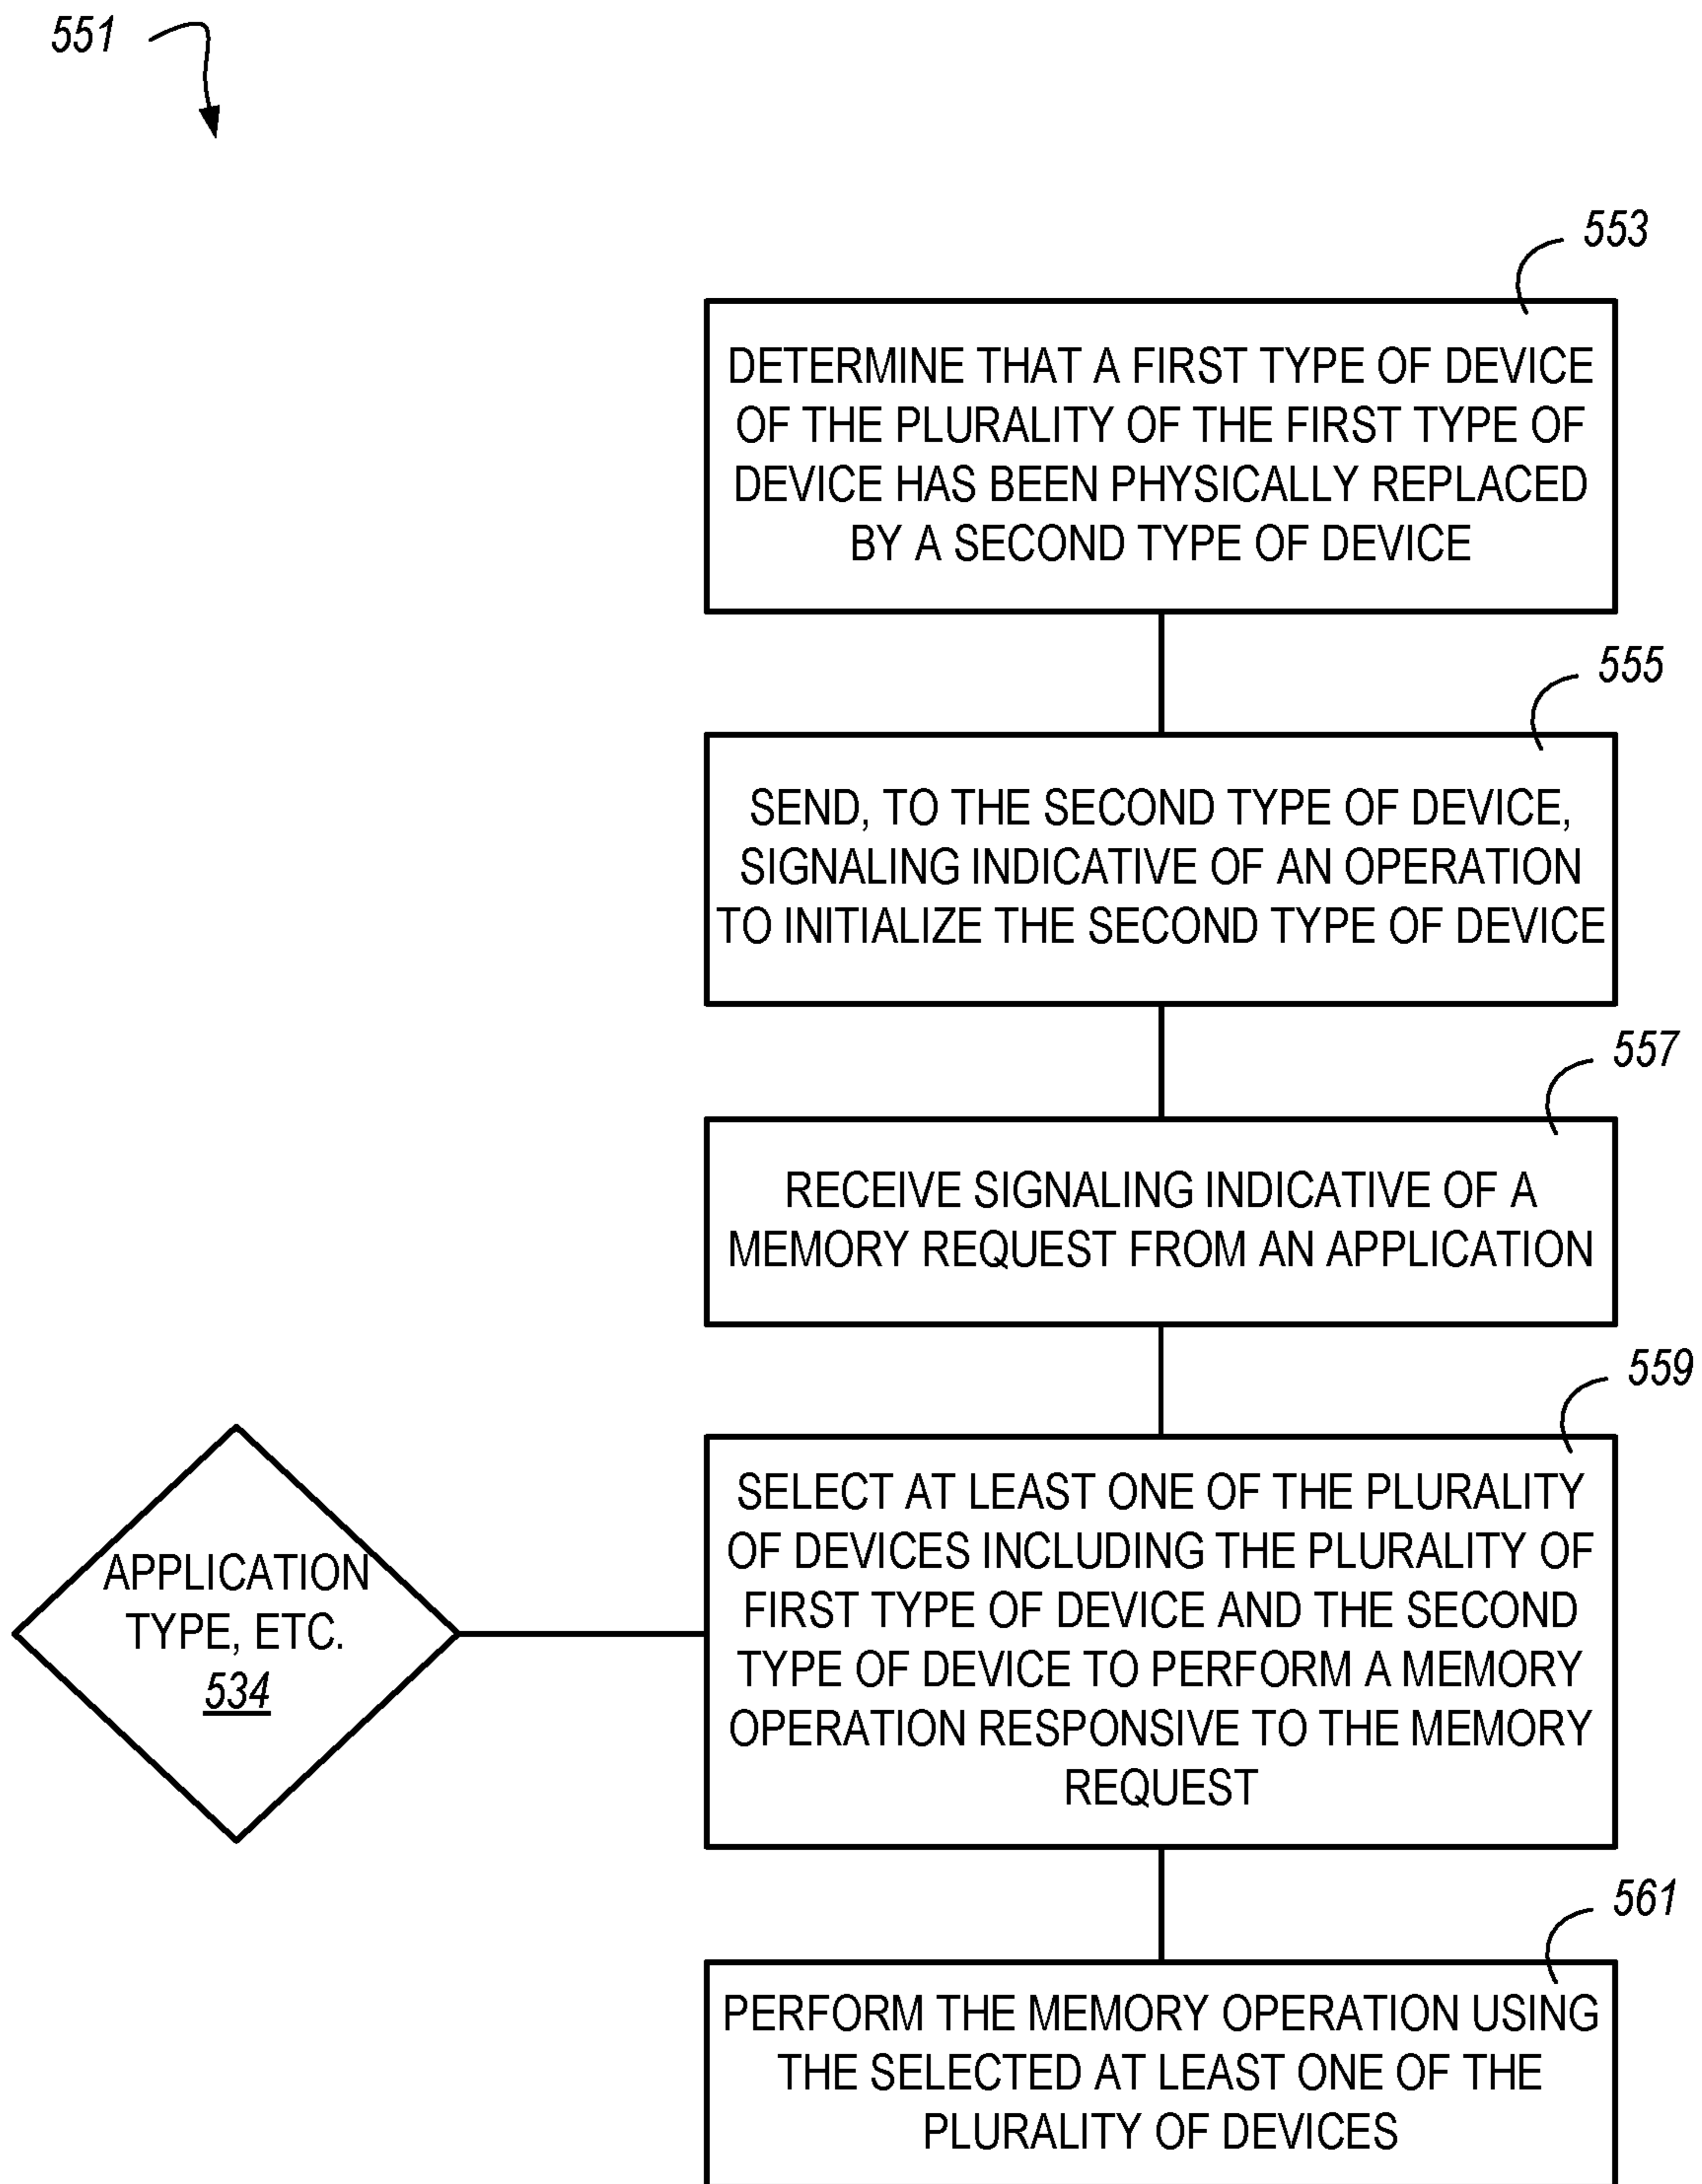 551
553
DETERMINE THAT A FIRST TYPE OF DEVICE
OF THE PLURALITY OF THE FIRST TYPE OF
DEVICE HAS BEEN PHYSICALLY REPLACED
BY A SECOND TYPE OF DEVICE
555
SEND, TO THE SECOND TYPE OF DEVICE,
SIGNALING INDICATIVE OF AN OPERATION
TO INITIALIZE THE SECOND TYPE OF DEVICE
557
RECEIVE SIGNALING INDICATIVE OF A
MEMORY REQUEST FROM AN APPLICATION
559
SELECT AT LEAST ONE OF THE PLURALITY
OF DEVICES INCLUDING THE PLURALITY OF
FIRST TYPE OF DEVICE AND THE SECOND
TYPE OF DEVICE TO PERFORM A MEMORY
OPERATION RESPONSIVE TO THE MEMORY
REQUEST
APPLICATION
TYPE, ETC.
534
561
PERFORM THE MEMORY OPERATION USING
THE SELECTED AT LEAST ONE OF THE
PLURALITY OF DEVICES